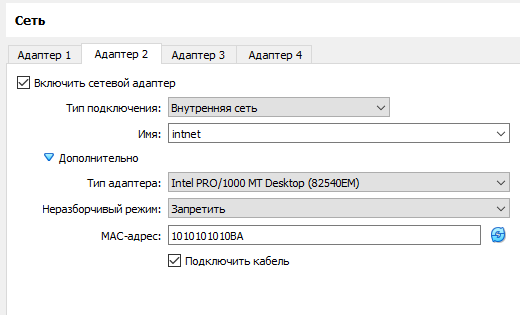 Сеть
Адаптер 1 Адаптер 2 Адаптер 3 Адаптер 4
Включить сетевой адаптер
Тип подключения: Внутренняя сеть
Имя: intnet
Дополнительно
Тип адаптера: Intel PRO/1000 MT Desktop (82540EM)
Неразборчивый режим: Запретить
MAC-адрес: 1010101010BA
Подключить кабель